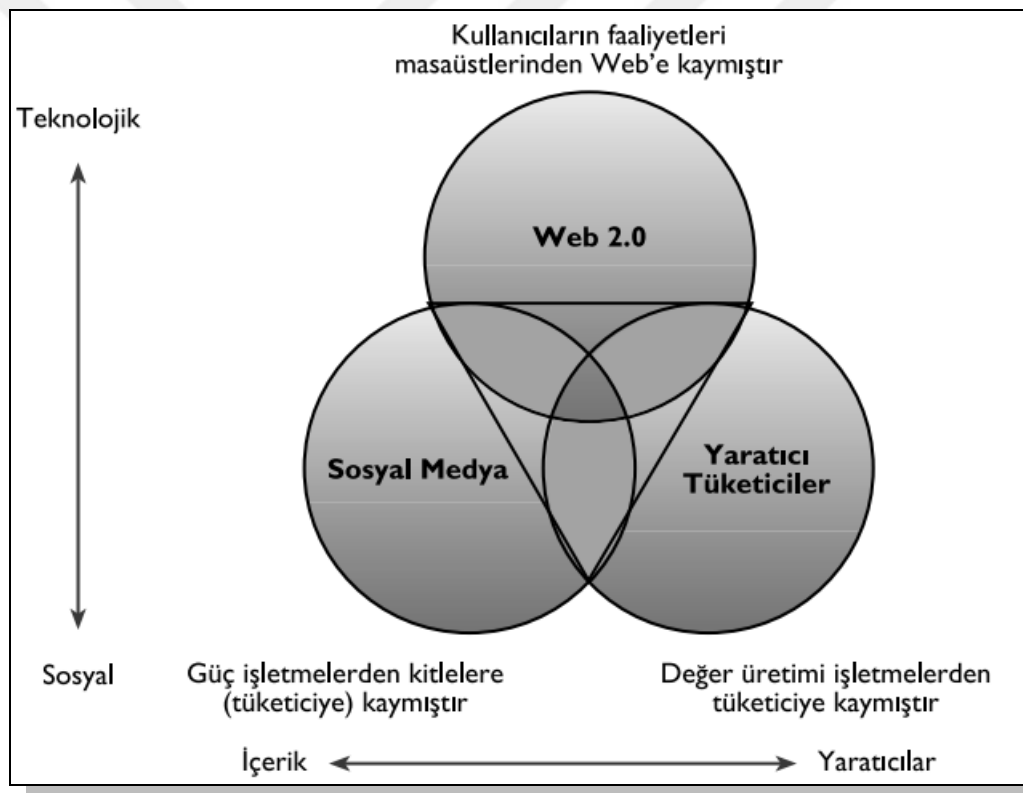 Kullanıcıların faaliyetleri
masaüstlerinden Web’e kaymıştır
Teknolojik
Web 2.0
Sosyal Medya
Yaratıcı
Tüketiciler
Sosyal
Güç işletmelerden kitlelere
(tüketiciye) kaymıştır
Değer üretimi işletmelerden
tüketiciye kaymıştır
İçerik
Yaratıcılar